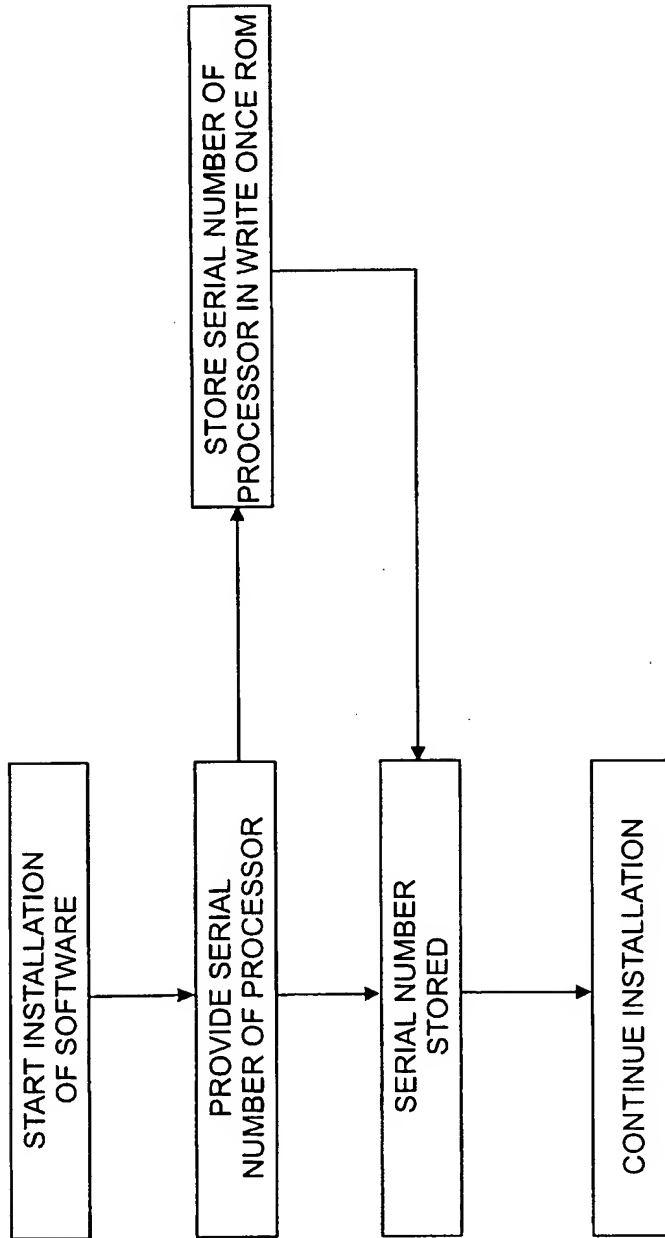 START INSTALLATION
OF SOFTWARE
PROVIDE SERIAL
NUMBER OF PROCESSOR
STORE SERIAL NUMBER OF
PROCESSOR IN WRITE ONCE ROM
SERIAL NUMBER
STORED
CONTINUE INSTALLATION